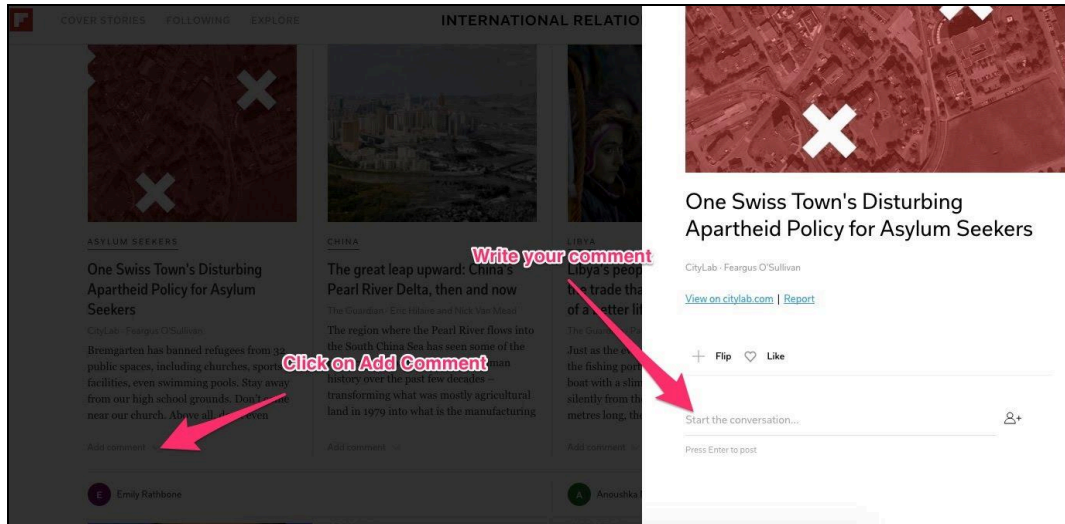 COVER STORIES FOLLOWING EXPLORE
INTERNATIONAL RELATIO
ASYLUM SEEKERS
One Swiss Town's Disturbing
Apartheid Policy for Asylum
Seekers
CityLab - Feargus O'Sullivan
Bremgarten has banned refugees from 32
public spaces, including churches, sports
facilities, even swimming pools. Stay away
from our high school grounds. Don't come
near our church. Above all, don't even
Add comment
E Emily Rathbone
CHINA
The great leap upward: China's
Pearl River Delta, then and now
The Guardian - Eric Hilaire and Nick Van Mead
The region where the Pearl River flows into
the South China Sea has seen some of the
man
history over the past few decades –
transforming what was mostly agricultural
land in 1979 into what is the manufacturing
Add comment
LIBYA
Libya's peop
the trade tha
of a better lif
The Guardian
Just as the
the fishing port
boat with a slim
silently from the
metres long, the
Add comment
A Anoushka
Click on Add Comment
Write your comment
One Swiss Town's Disturbing
Apartheid Policy for Asylum Seekers
CityLab - Feargus O'Sullivan
View on citylab.com | Report
Flip Like
Start the conversation...
Press Enter to post